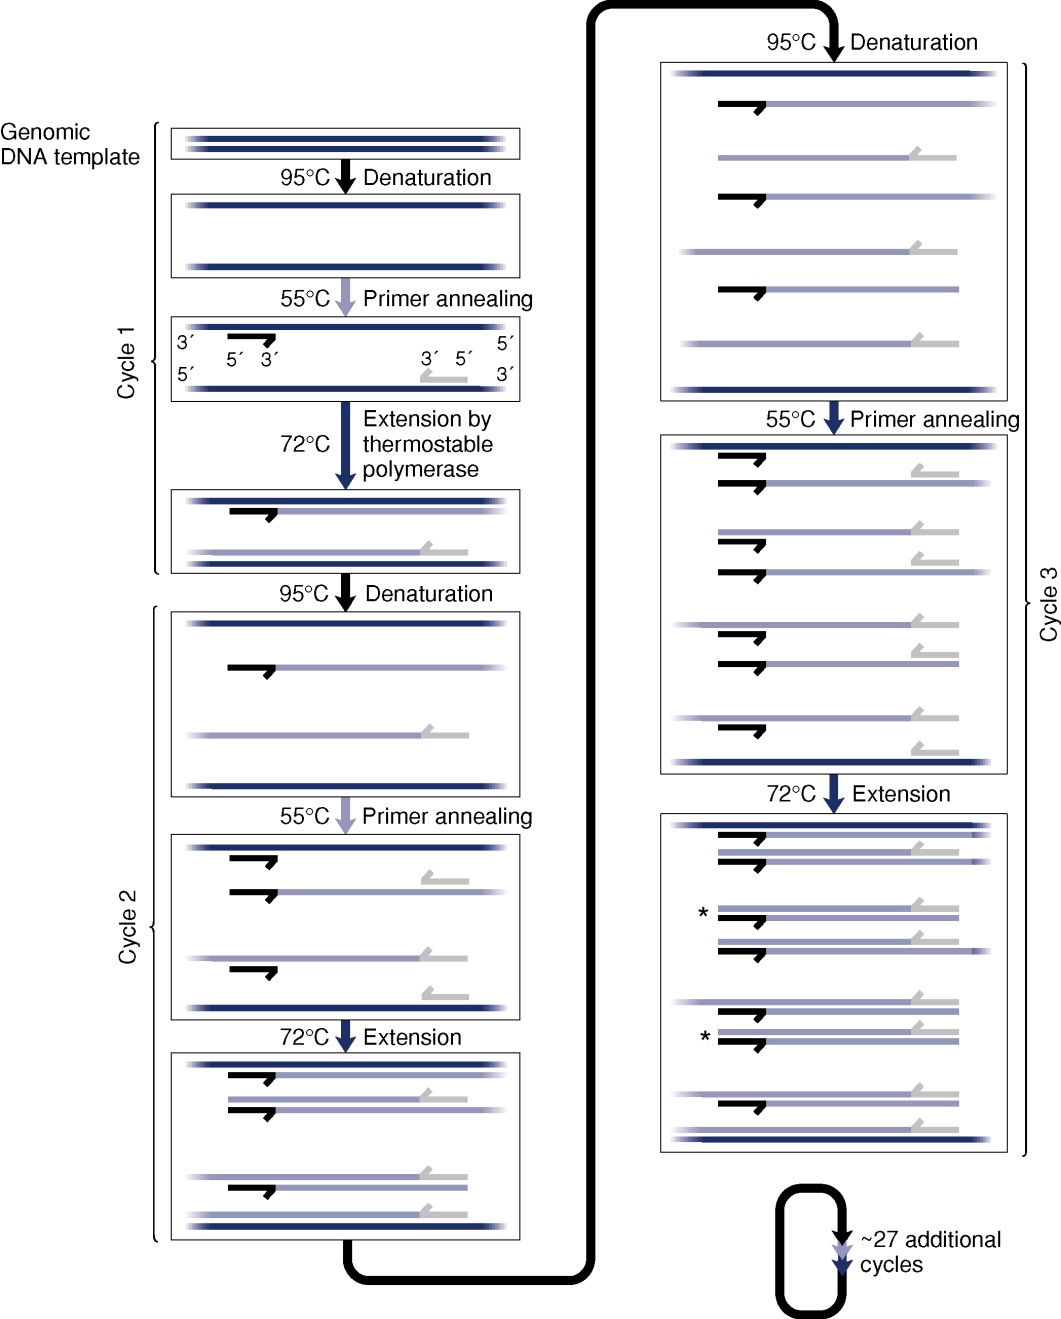 Genomic
DNA template
95°C Denaturation
55°C Primer annealing
3´ 5´
5´ 3´ 3´ 5´
5´ 3´
Cycle 1
72°C
Extension by
thermostable
polymerase
95°C Denaturation
55°C Primer annealing
Cycle 2
72°C Extension
95°C Denaturation
55°C Primer annealing
Cycle 3
72°C Extension
*
*
~27 additional
cycles